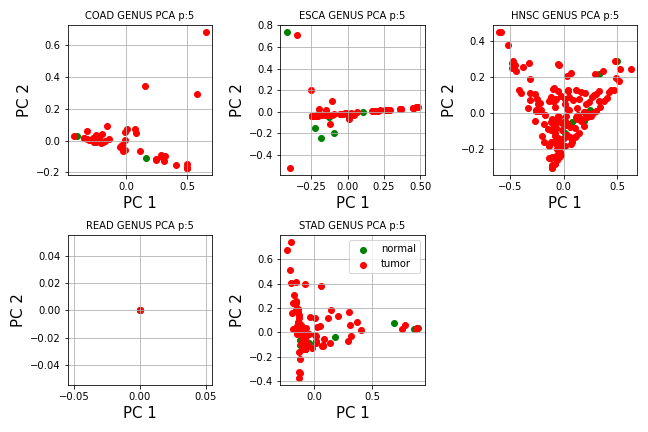 COAD GENUS PCA p:5
PC 2
0.6
0.4
0.2
0.0
−0.2
0.0
0.5
PC 1
ESCA GENUS PCA p:5
PC 2
0.8
0.6
0.4
0.2
0.0
−0.2
−0.4
−0.25
0.00
0.25
0.50
PC 1
HNSC GENUS PCA p:5
PC 2
0.4
0.2
0.0
−0.2
−0.5
0.0
0.5
PC 1
READ GENUS PCA p:5
PC 2
0.04
0.02
0.00
−0.02
−0.04
−0.05
0.00
0.05
PC 1
STAD GENUS PCA p:5
normal
tumor
PC 2
0.6
0.4
0.2
0.0
−0.2
−0.4
0.0
0.5
PC 1